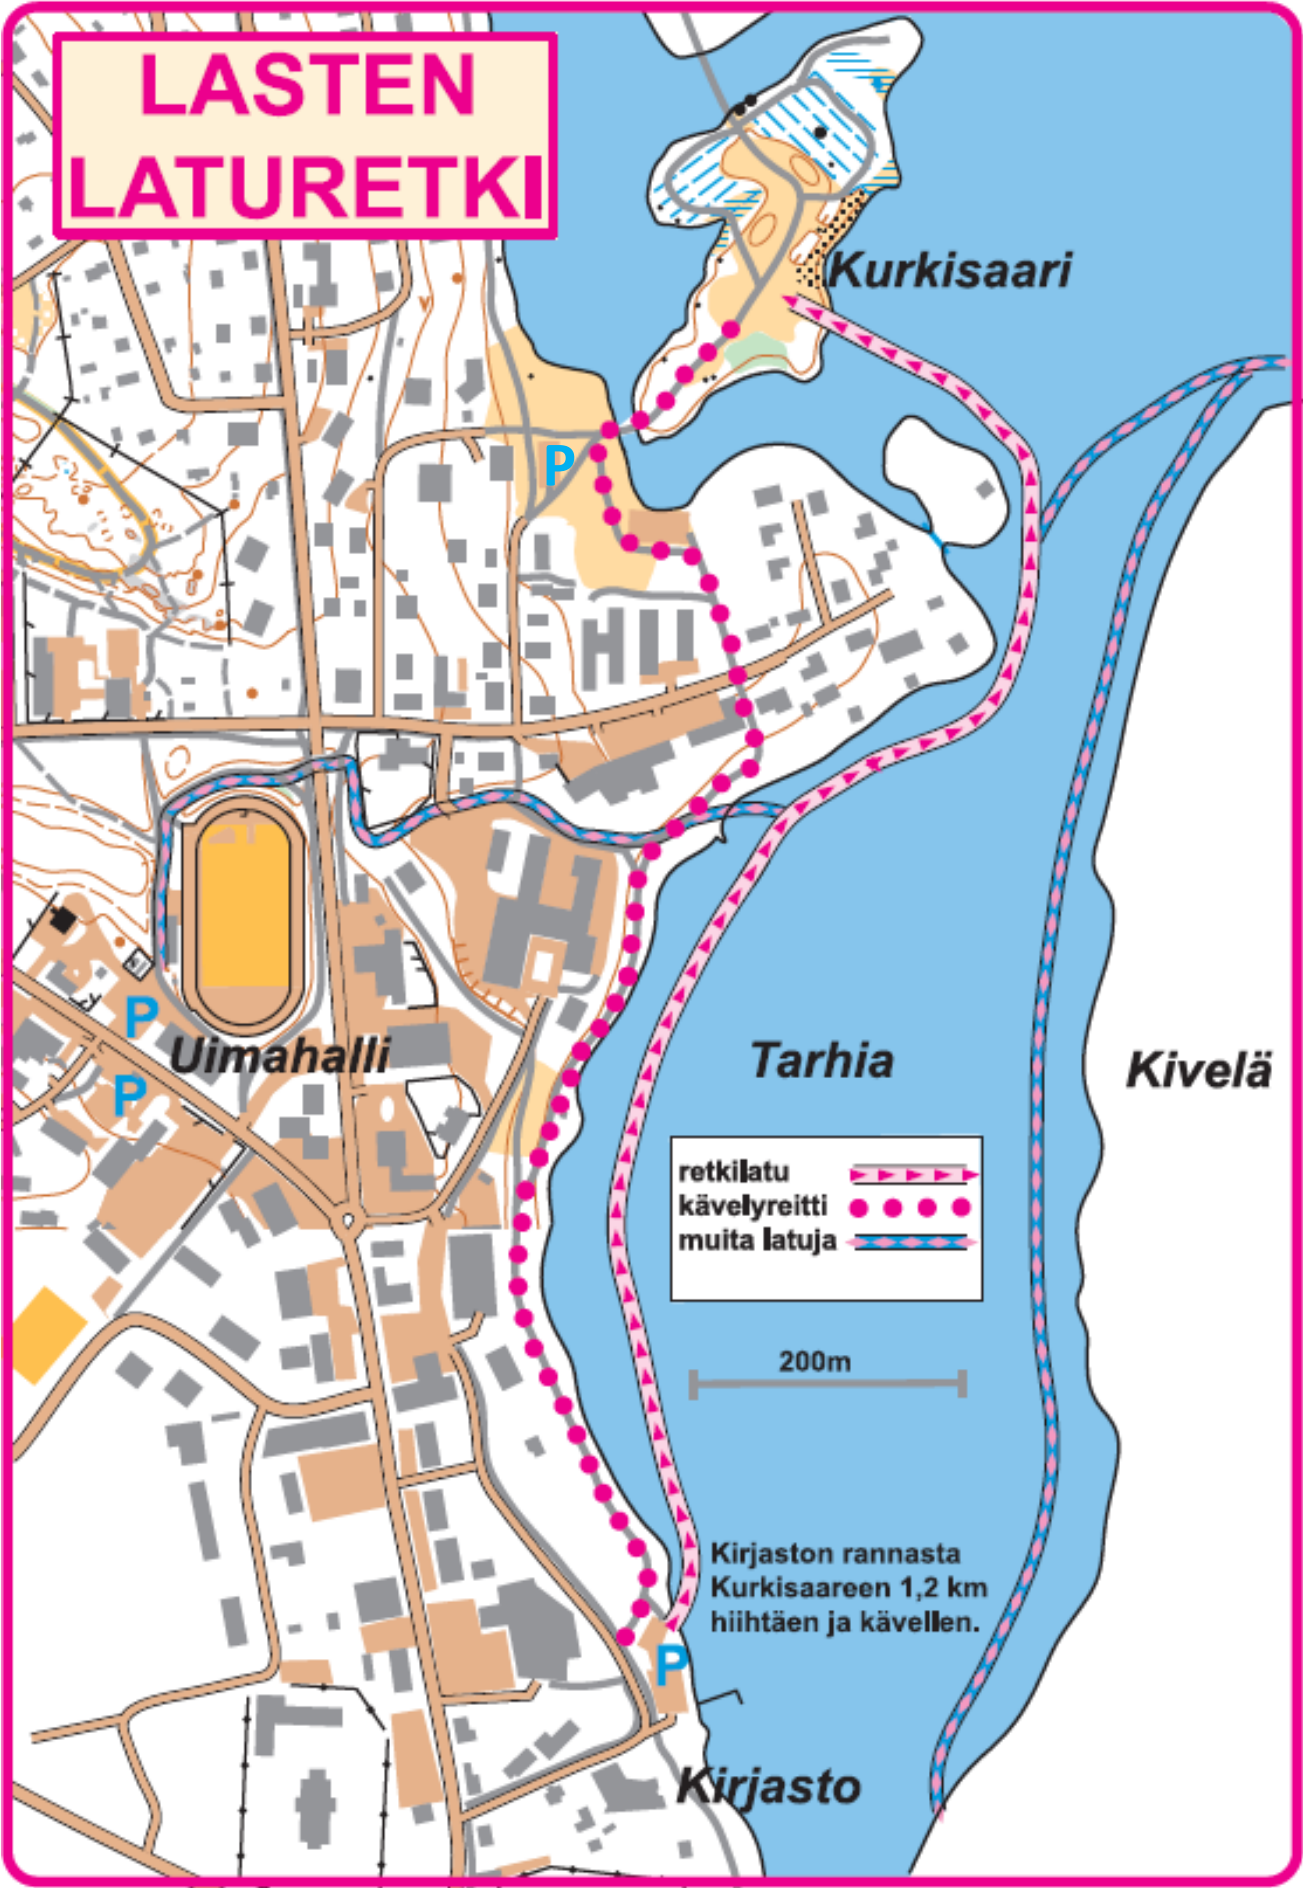 LASTEN
LATURETKI
Kurkisaari
P
P
Uimahalli
P
Tarhia
Kivelä
retkilatu
kävelyreitti
muita latuja
200m
Kirjaston rannasta
Kurkisaareen 1,2 km
hiihtäen ja kävellen.
P
Kirjasto